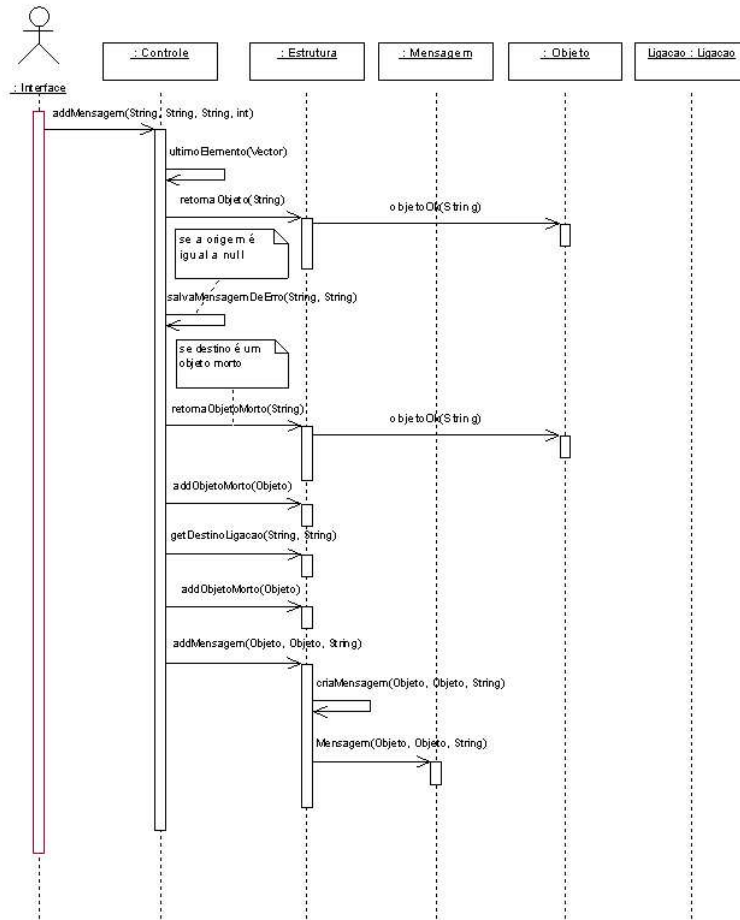 : Controle
: Estrutura
: Mensagem
: Objeto
Ligacao : Ligacao
: Interface
addMensagem(String, String, String, int)
ultimoElemento(Vector)
retornaObjeto(String)
objetoOk(String)
se a origem é
igual a null
salvaMensagemDeErro(String, String)
se destino é um
objeto morto
retornaObjetoMorto(String)
objetoOk(String)
addObjetoMorto(Objeto)
getDestinoLigacao(String, String)
addObjetoMorto(Objeto)
addMensagem(Objeto, Objeto, String)
criaMensagem(Objeto, Objeto, String)
Mensagem(Objeto, Objeto, String)